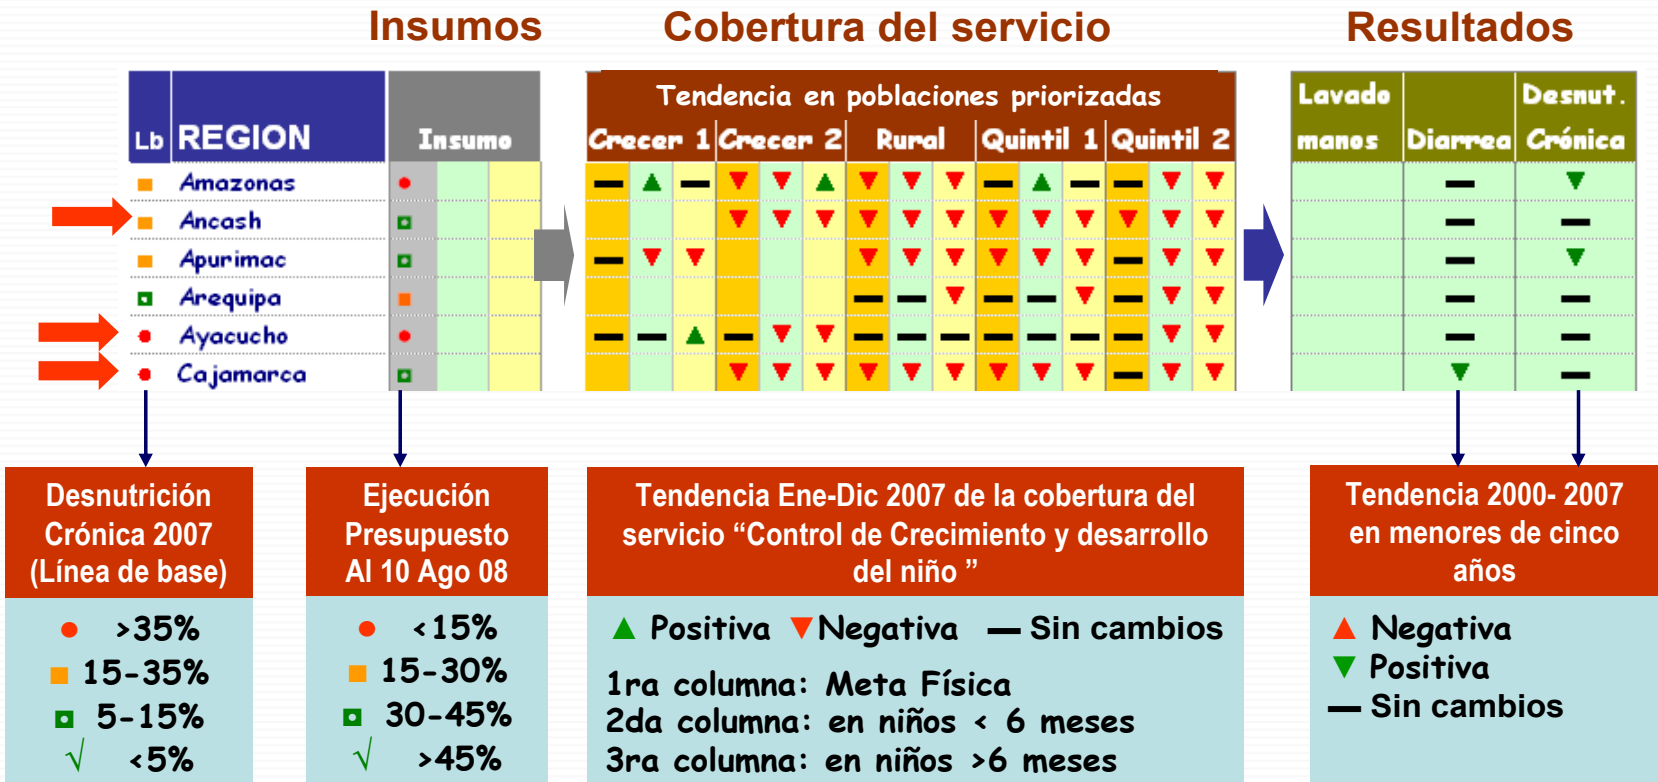 Insumos
Cobertura del servicio
Resultados
Lb REGION
Insumo
Tendencia en poblaciones priorizadas
Crecer 1 Crecer 2 Rural Quintil 1 Quintil 2
Lavado manos
Diarrea
Desnut. Crónica
Amazonas
Ancash
Apurimac
Arequipa
Ayacucho
Cajamarca
Desnutrición
Crónica 2007
(Línea de base)
>35%
15-35%
5-15%
√ <5%
Ejecución
Presupuesto
Al 10 Ago 08
<15%
15-30%
30-45%
√ >45%
Tendencia Ene-Dic 2007 de la cobertura del
servicio “Control de Crecimiento y desarrollo
del niño ”
▲ Positiva ▼Negativa — Sin cambios
1ra columna: Meta Física
2da columna: en niños < 6 meses
3ra columna: en niños >6 meses
Tendencia 2000- 2007
en menores de cinco
años
▲ Negativa
▼ Positiva
— Sin cambios